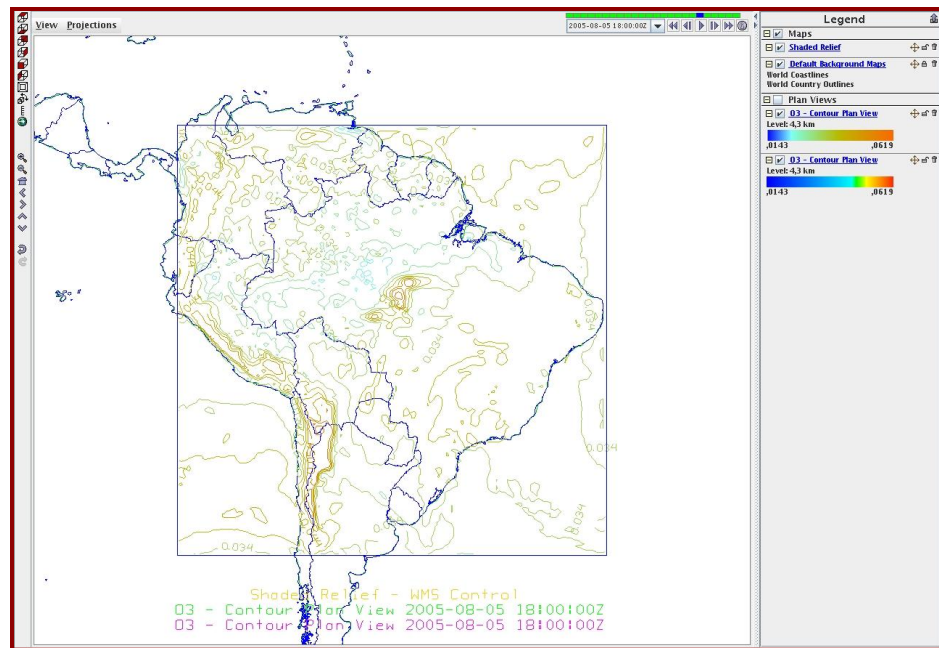 View Projections
2005-08-05 18:00:00Z
Legend
Maps
Shaded Relief
Default Background Maps
World Coastlines
World Country Outlines
Plan Views
O3 - Contour Plan View
Level: 4,3 km
,0143 ,0619
O3 - Contour Plan View
Level: 4,3 km
,0143 ,0619
0.034
0.034
0.034
0.034
Shaded Relief - WMS Control
O3 - Contour Plan View 2005-08-05 18:00:00Z
O3 - Contour Plan View 2005-08-05 18:00:00Z